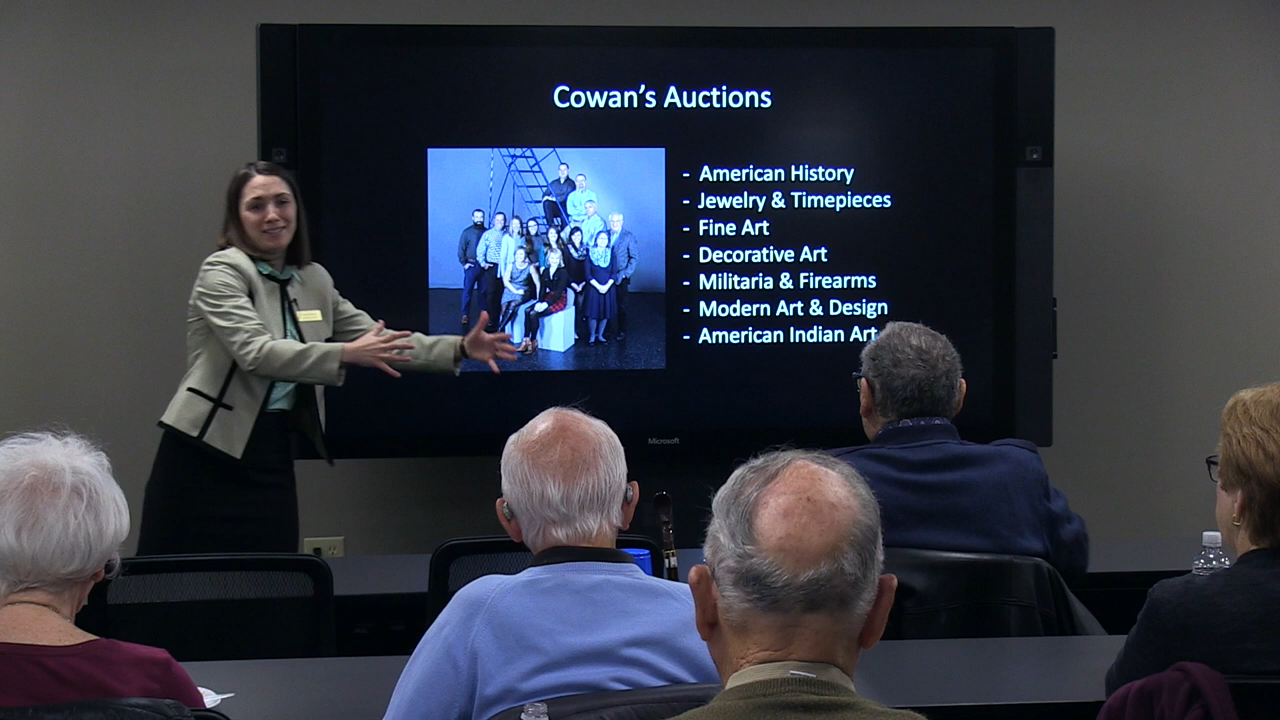 Cowan's Auctions
- American History
- Jewelry & Timepieces
- Fine Art
- Decorative Art
- Militaria & Firearms
- Modern Art & Design
- American Indian Art
Microsoft